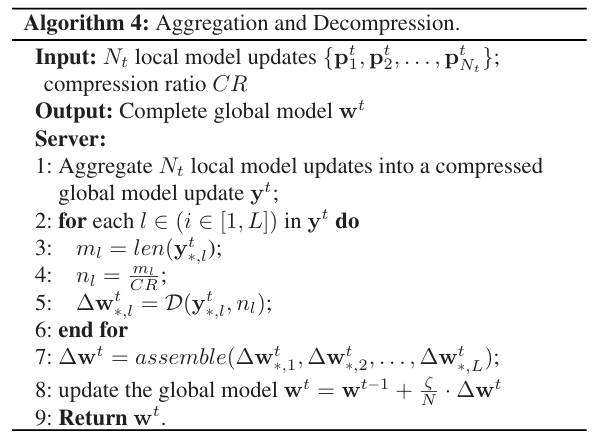 Algorithm 4: Aggregation and Decompression.
Input: $N_t$ local model updates $\{\mathbf{p}_1^t, \mathbf{p}_2^t, \ldots, \mathbf{p}_{N_t}^t\}$;
compression ratio $CR$
Output: Complete global model $\mathbf{w}^t$
Server:
1: Aggregate $N_t$ local model updates into a compressed
global model update $\mathbf{y}^t$;
2: for each $l \in (i \in [1, L])$ in $\mathbf{y}^t$ do
3: $m_l = len(\mathbf{y}_{*,l}^t)$;
4: $n_l = \frac{m_l}{CR}$;
5: $\Delta\mathbf{w}_{*,l}^t = \mathcal{D}(\mathbf{y}_{*,l}^t, n_l)$;
6: end for
7: $\Delta\mathbf{w}^t = assemble(\Delta\mathbf{w}_{*,1}^t, \Delta\mathbf{w}_{*,2}^t, \ldots, \Delta\mathbf{w}_{*,L}^t)$;
8: update the global model $\mathbf{w}^t = \mathbf{w}^{t-1} + \frac{\zeta}{N} \cdot \Delta\mathbf{w}^t$
9: Return $\mathbf{w}^t$.